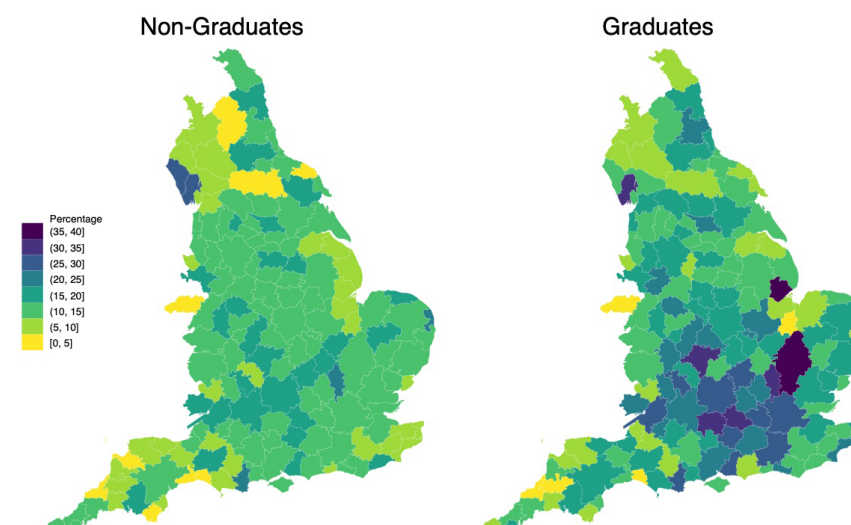 Non-Graduates
Graduates
Percentage
(35, 40]
(30, 35]
(25, 30]
(20, 25]
(15, 20]
(10, 15]
(5, 10]
[0, 5]